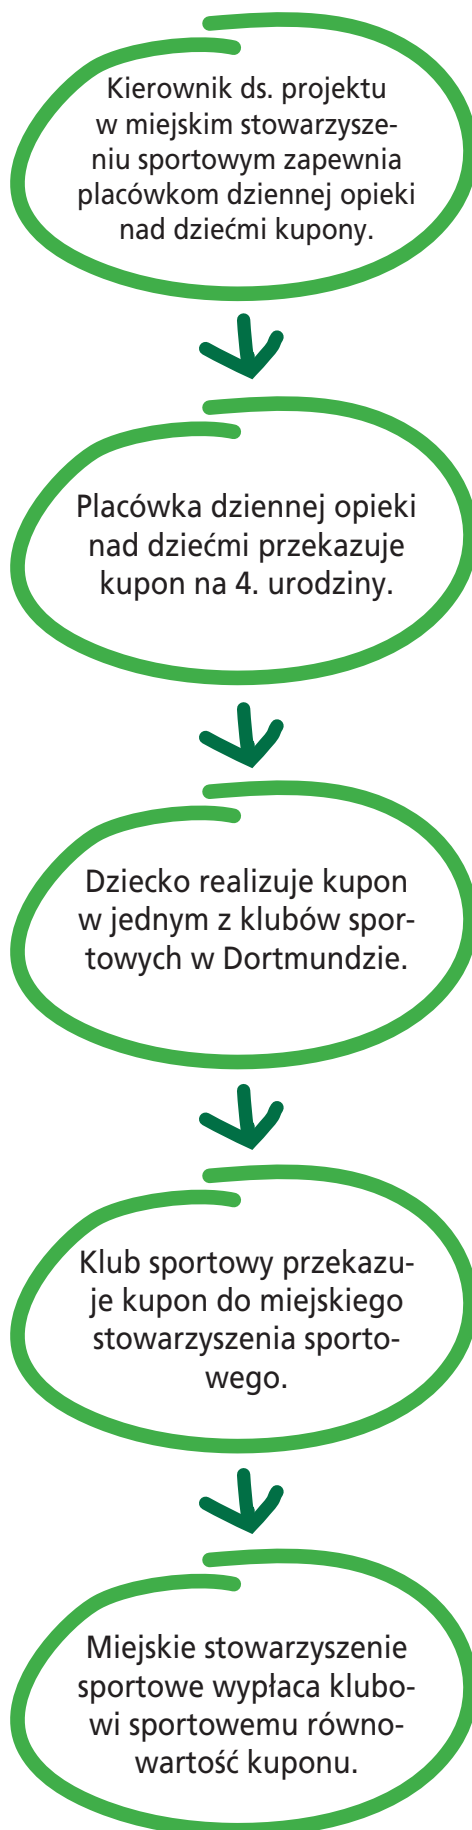 Kierownik ds. projektu
w miejskim stowarzysze-
niu sportowym zapewnia
placówkom dziennej opieki
nad dziećmi kupony.
Placówka dziennej opieki
nad dziećmi przekazuje
kupon na 4. urodziny.
Dziecko realizuje kupon
w jednym z klubów spor-
towych w Dortmundzie.
Klub sportowy przekazu-
je kupon do miejskiego
stowarzyszenia sporto-
wego.
Miejskie stowarzyszenie
sportowe wypłaca klubo-
wi sportowemu równo-
wartość kuponu.